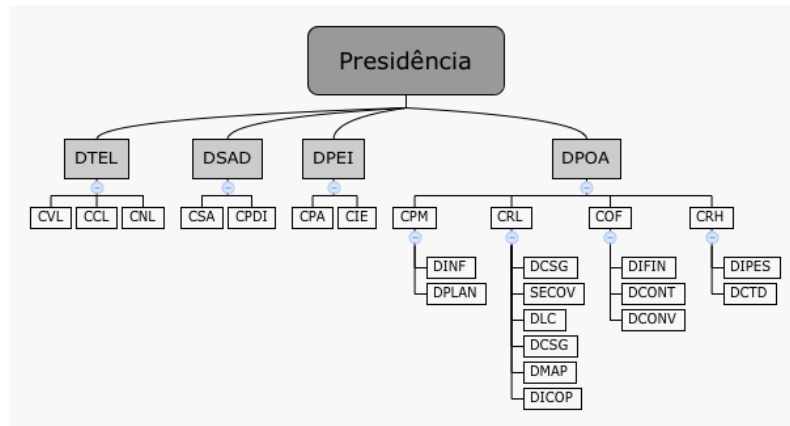 Presidência
DTEL DSAD DPEI DPOA
CVL CCL CNL CSA CPDI CPA CIE CPM CRL COF CRH
DINF DCSG DIFIN DIPES
DPLAN SECOV DCONT DCTD
DLC DCONV
DCSG
DMAP
DICOP